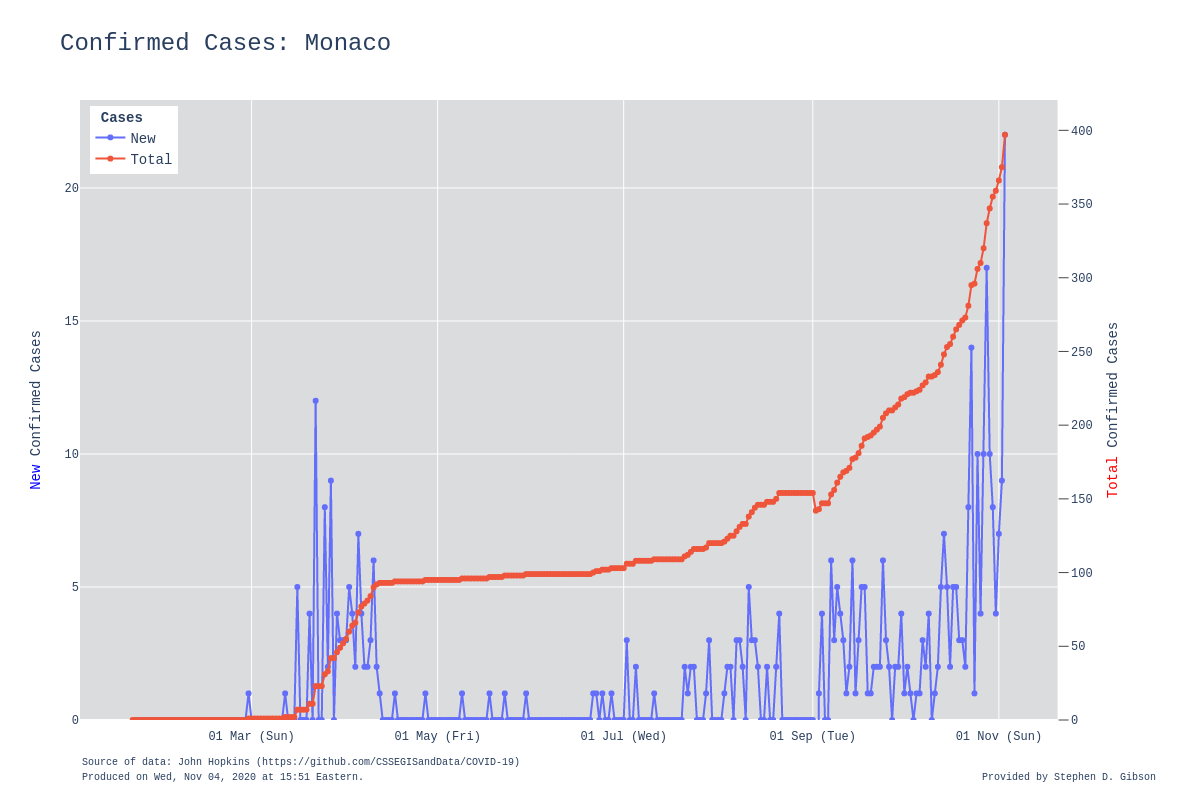 Confirmed Cases: Monaco
Cases
New
Total
20
15
10
5
0
400
350
300
250
200
150
100
50
0
New Confirmed Cases
Total Confirmed Cases
01 Mar (Sun)
01 May (Fri)
01 Jul (Wed)
01 Sep (Tue)
01 Nov (Sun)
Source of data: John Hopkins (https://github.com/CSSEGISandData/COVID-19)
Produced on Wed, Nov 04, 2020 at 15:51 Eastern.
Provided by Stephen D. Gibson